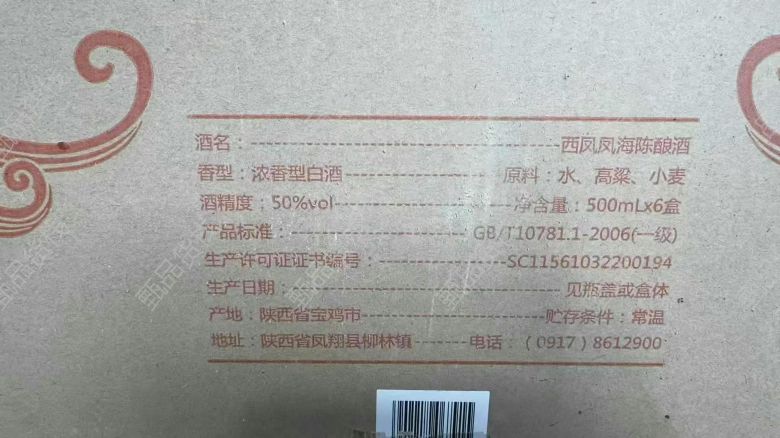 酒名：西凤凤海陈酿酒
香型：浓香型白酒 原料：水、高粱、小麦
酒精度：50%vol 净含量：500mLx6盒
产品标准：GB/T10781.1-2006(一级)
生产许可证证书编号：SC11561032200194
生产日期：见瓶盖或盒体
产地：陕西省宝鸡市 贮存条件：常温
地址：陕西省凤翔县柳林镇 电话：（0917）8612900